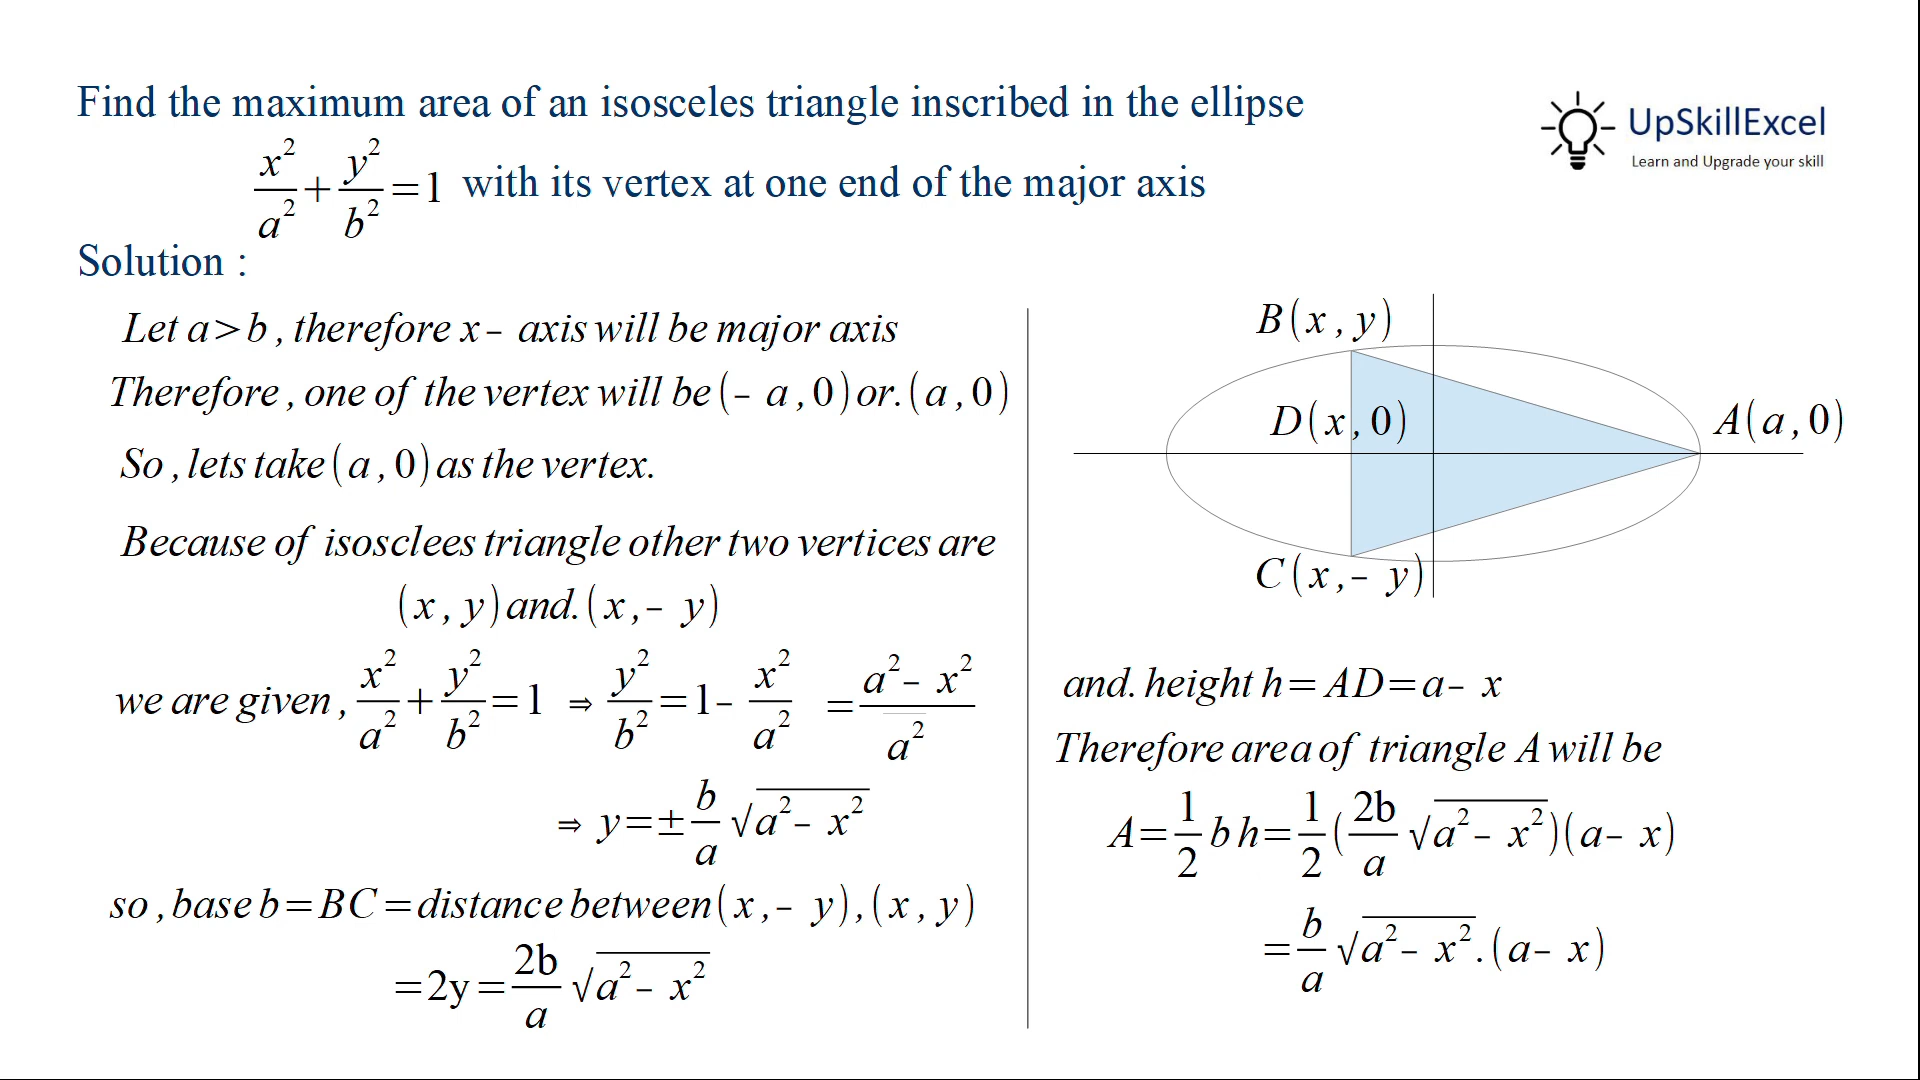 Find the maximum area of an isosceles triangle inscribed in the ellipse
x²/a² + y²/b² = 1 with its vertex at one end of the major axis
UpSkillExcel
Learn and Upgrade your skill
Solution :
Let a > b , therefore x – axis will be major axis
Therefore , one of the vertex will be (– a , 0) or. (a , 0)
So , lets take (a , 0) as the vertex.
Because of isosclees triangle other two vertices are
(x , y) and. (x ,– y)
we are given , x²/a² + y²/b² = 1 ⇒ y²/b² = 1 – x²/a² = (a² – x²)/a²
⇒ y = ± b/a √(a² – x²)
so , base b = BC = distance between (x ,– y) , (x , y)
= 2y = 2b/a √(a² – x²)
B(x , y)
D(x , 0)
A(a , 0)
C(x ,– y)
and. height h = AD = a – x
Therefore area of triangle A will be
A = 1/2 b h = 1/2 (2b/a √(a² – x²)) (a – x)
= b/a √(a² – x²) . (a – x)